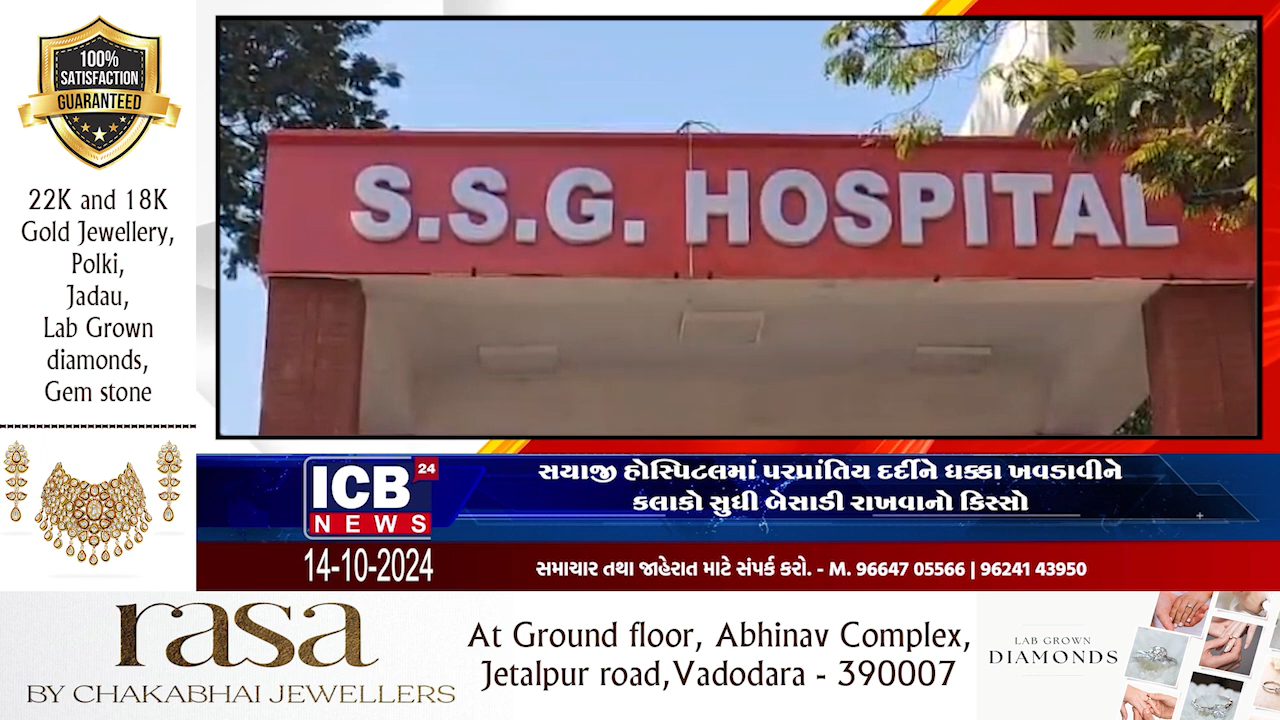 100%
SATISFACTION
GUARANTEED
22K and 18K
Gold Jewellery,
Polki,
Jadau,
Lab Grown
diamonds,
Gem stone
S.S.G. HOSPITAL
ICB 24
NEWS
14-10-2024
સયાજી હોસ્પિટલમાં પરપ્રાંતિય દર્દીને ધક્કા ખવડાવીને
કલાકો સુધી બેસાડી રાખવાનો કિસ્સો
સમાચાર તથા જાહેરાત માટે સંપર્ક કરો. - M. 96647 05566 | 96241 43950
rasa
BY CHAKABHAI JEWELLERS
At Ground floor, Abhinav Complex,
Jetalpur road,Vadodara - 390007
LAB GROWN
DIAMONDS